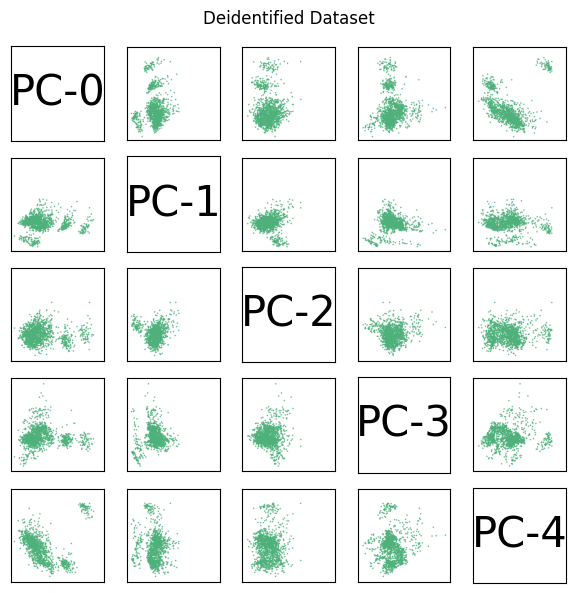 Deidentified Dataset
PC-0
PC-1
PC-2
PC-3
PC-4